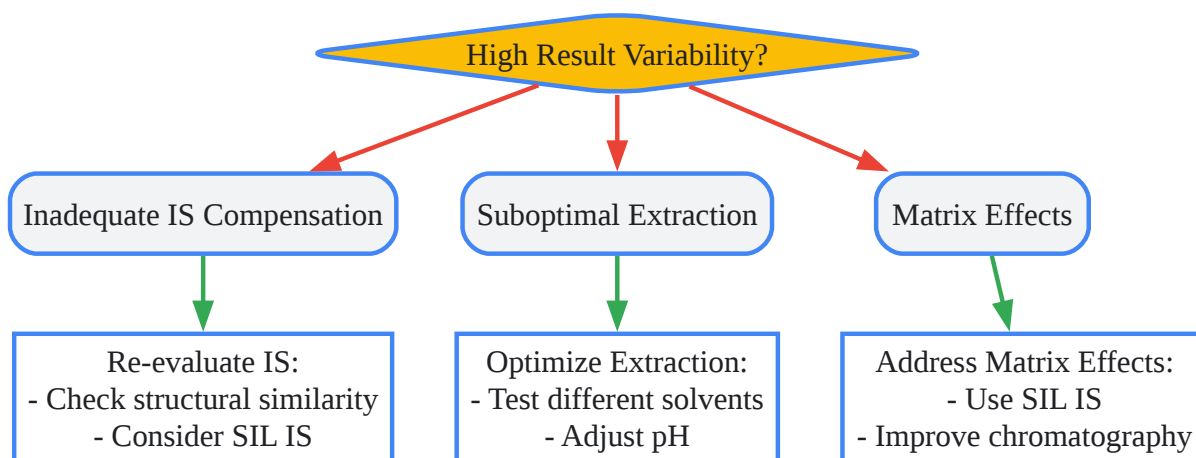 High Result Variability?
Inadequate IS Compensation
Suboptimal Extraction
Matrix Effects
Re-evaluate IS:
- Check structural similarity
- Consider SIL IS
Optimize Extraction:
- Test different solvents
- Adjust pH
Address Matrix Effects:
- Use SIL IS
- Improve chromatography